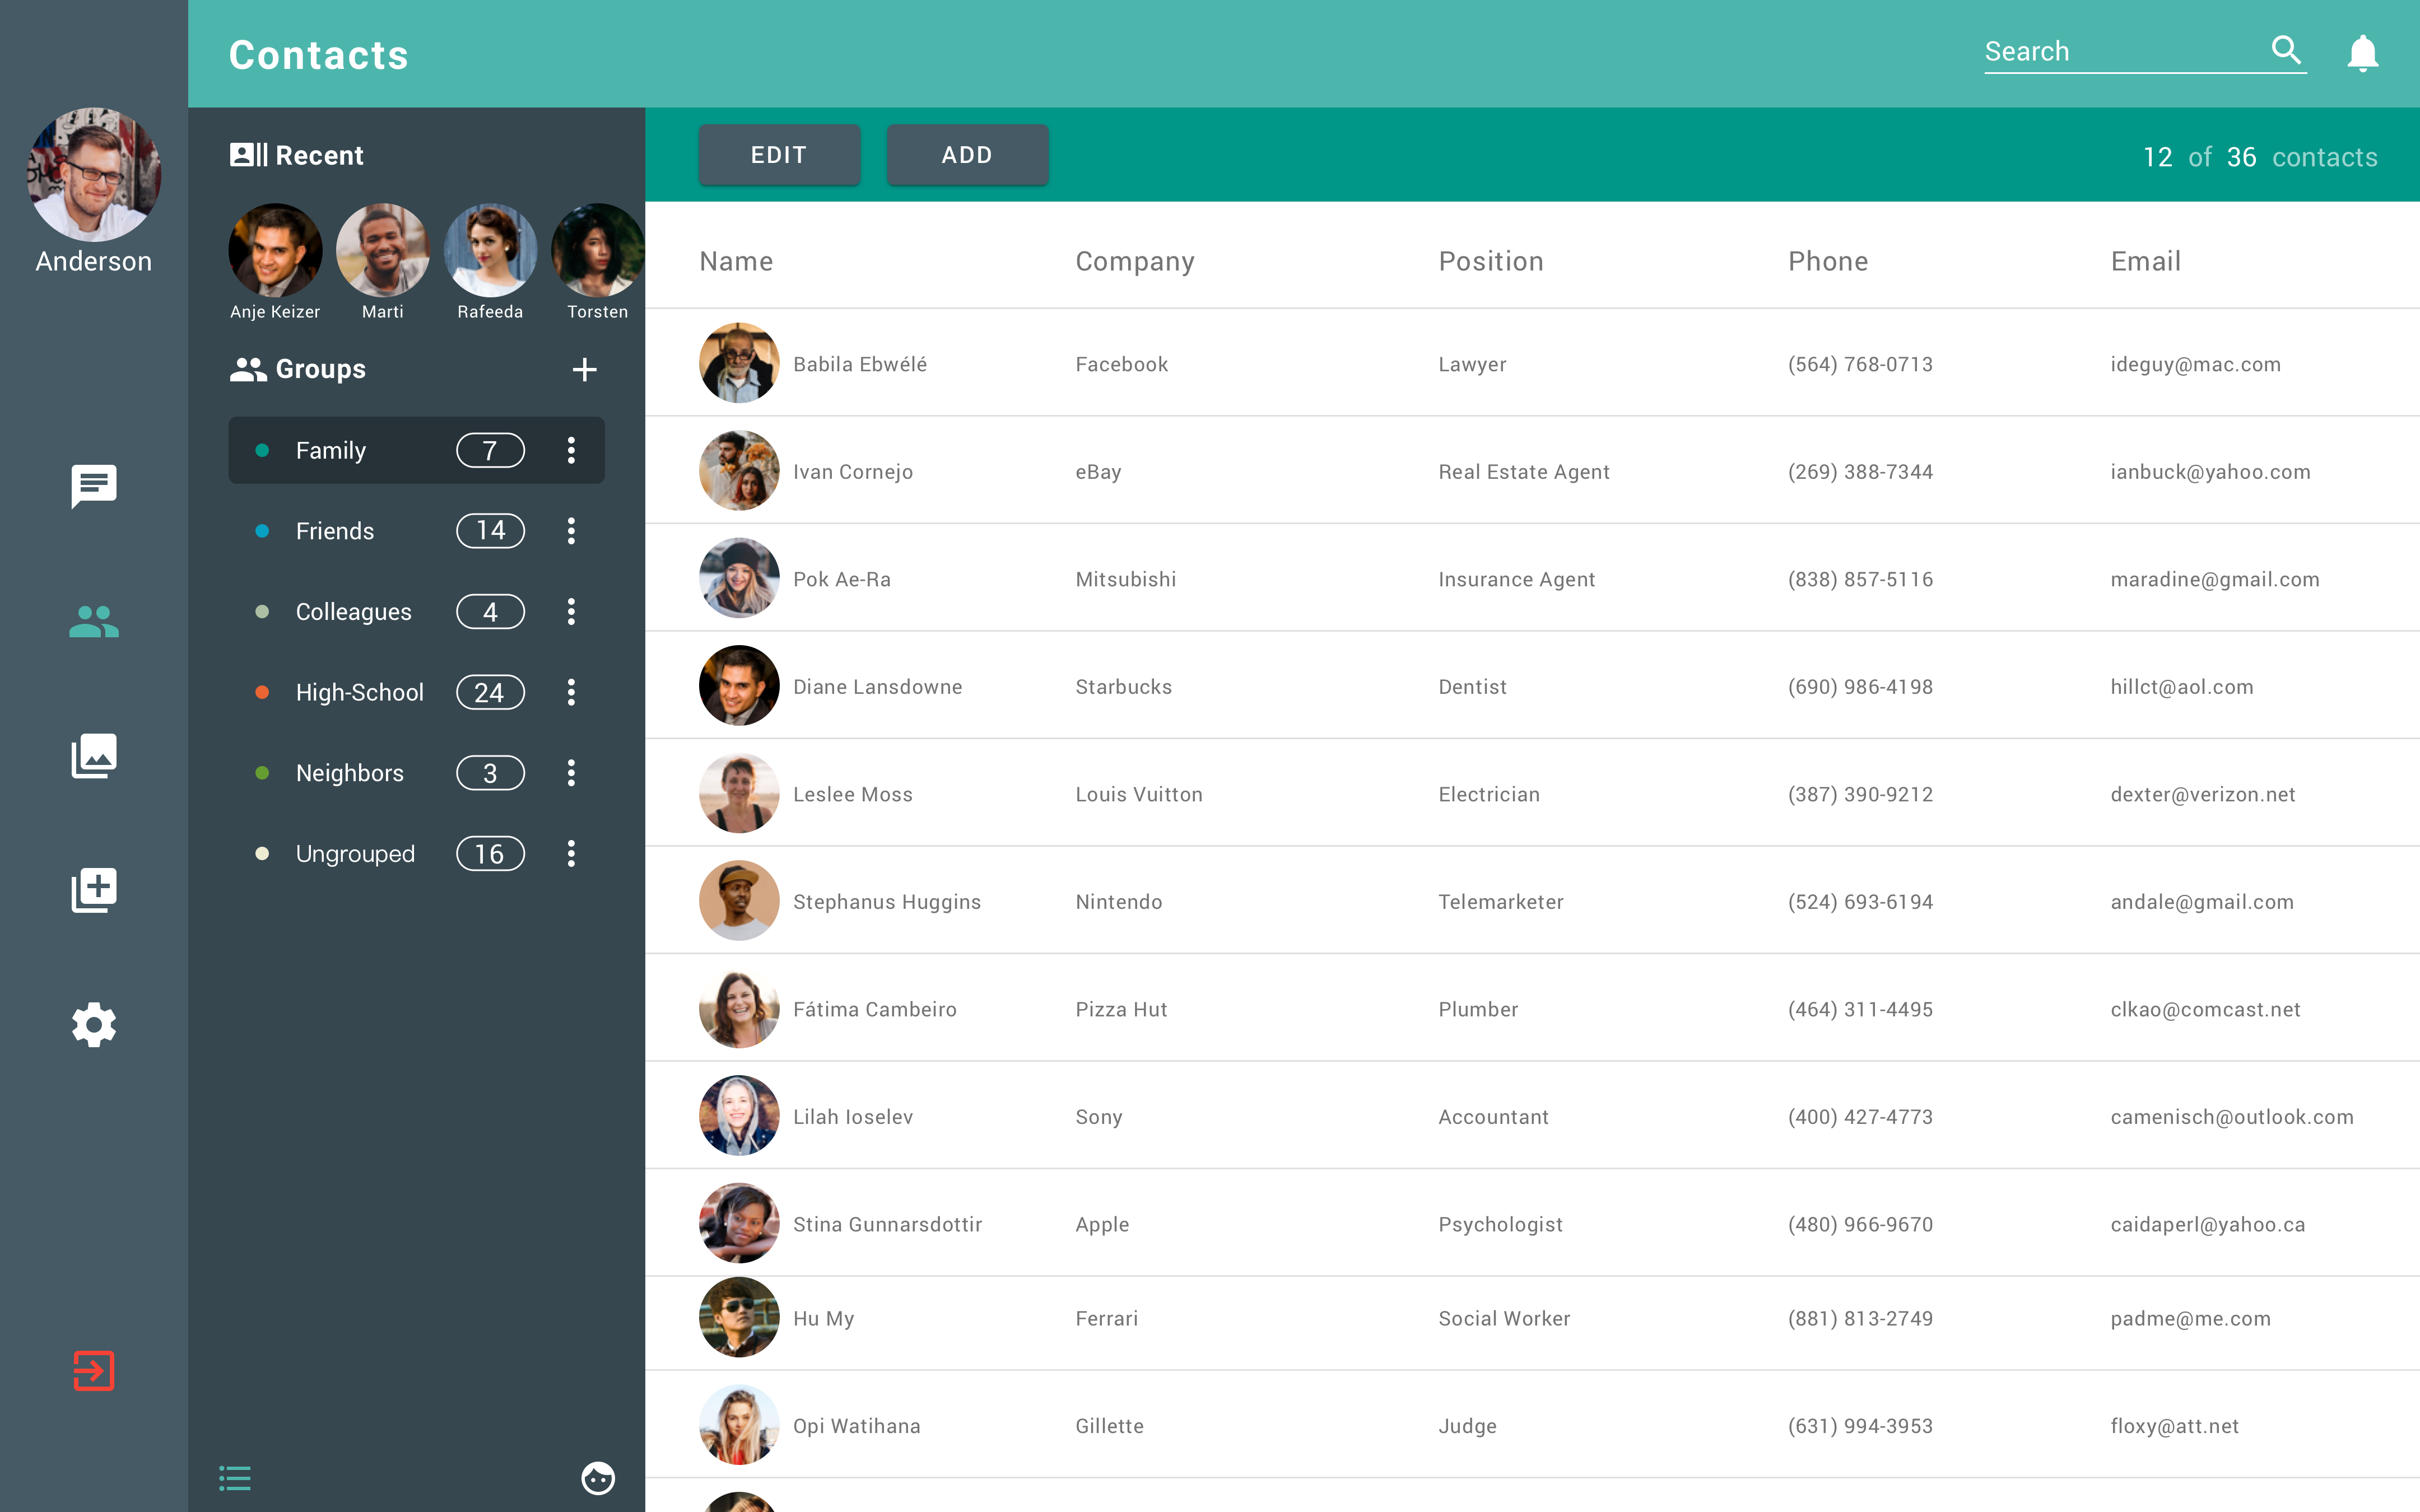 Contacts
Search
Anderson
Recent
Anje Keizer Marti Rafeeda Torsten
Groups
Family 7
Friends 14
Colleagues 4
High-School 24
Neighbors 3
Ungrouped 16
EDIT ADD 12 of 36 contacts
Name Company Position Phone Email
Babila Ebwélé Facebook Lawyer (564) 768-0713 ideguy@mac.com
Ivan Cornejo eBay Real Estate Agent (269) 388-7344 ianbuck@yahoo.com
Pok Ae-Ra Mitsubishi Insurance Agent (838) 857-5116 maradine@gmail.com
Diane Lansdowne Starbucks Dentist (690) 986-4198 hillct@aol.com
Leslee Moss Louis Vuitton Electrician (387) 390-9212 dexter@verizon.net
Stephanus Huggins Nintendo Telemarketer (524) 693-6194 andale@gmail.com
Fátima Cambeiro Pizza Hut Plumber (464) 311-4495 clkao@comcast.net
Lilah Ioselev Sony Accountant (400) 427-4773 camenisch@outlook.com
Stina Gunnarsdottir Apple Psychologist (480) 966-9670 caidaperl@yahoo.ca
Hu My Ferrari Social Worker (881) 813-2749 padme@me.com
Opi Watihana Gillette Judge (631) 994-3953 floxy@att.net